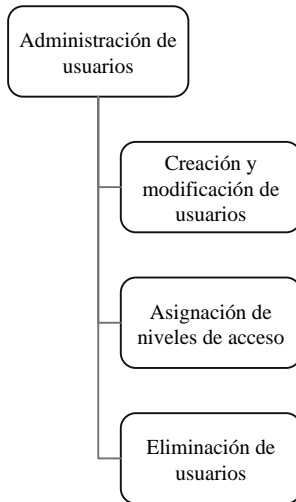 Administración de
usuarios
Creación y
modificación de
usuarios
Asignación de
niveles de acceso
Eliminación de
usuarios